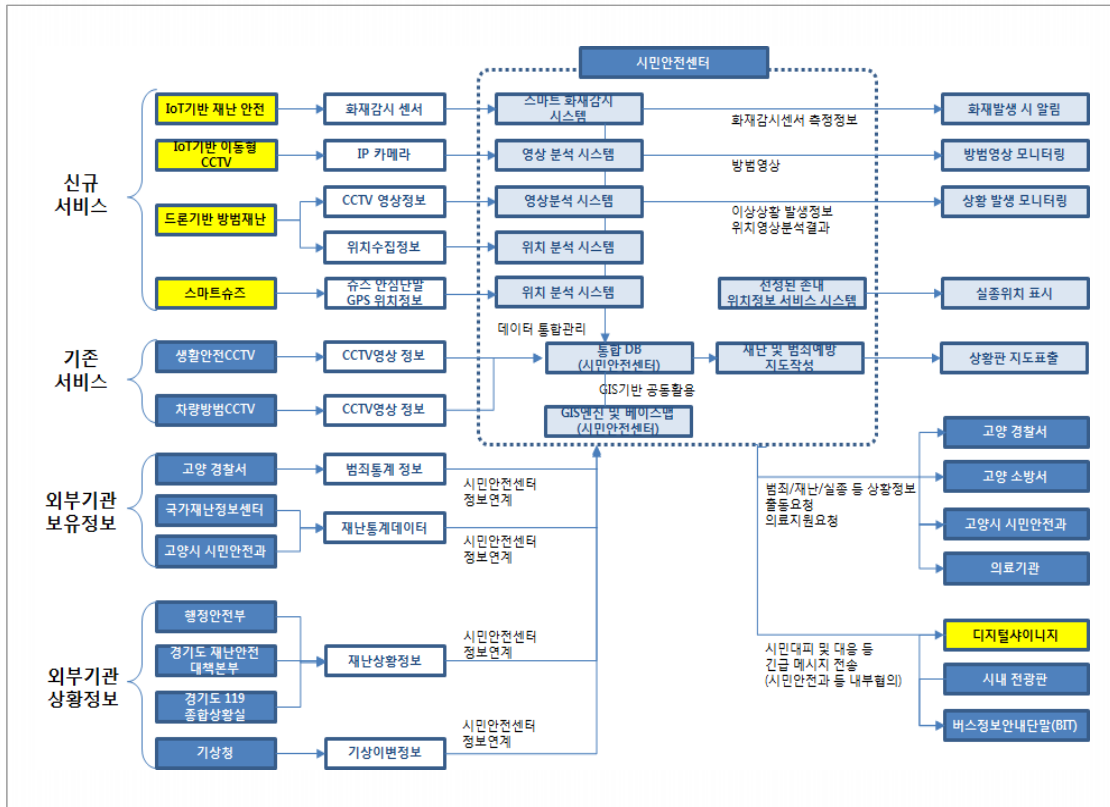 시민안전센터
신규
서비스
IoT기반 재난 안전
화재감시 센서
스마트 화재감시
시스템
화재감시센서 측정정보
화재발생 시 알림
IoT기반 이동형
CCTV
IP 카메라
영상 분석 시스템
방범영상
방범영상 모니터링
드론기반 방범재난
CCTV 영상정보
영상분석 시스템
이상상황 발생정보
위치영상분석결과
상황 발생 모니터링
위치수집정보
위치 분석 시스템
스마트슈즈
슈즈 안심단말
GPS 위치정보
위치 분석 시스템
선정된 존내
위치정보 서비스 시스템
실종위치 표시
데이터 통합관리
기존
서비스
생활안전CCTV
CCTV영상 정보
통합 DB
(시민안전센터)
재난 및 범죄예방
지도작성
상황판 지도표출
GIS기반 공동활용
차량방범CCTV
CCTV영상 정보
GIS엔진 및 베이스맵
(시민안전센터)
외부기관
보유정보
고양 경찰서
범죄통계 정보
시민안전센터
정보연계
국가재난정보센터
고양시 시민안전과
재난통계데이터
시민안전센터
정보연계
범죄/재난/실종 등 상황정보
출동요청
의료지원요청
고양 경찰서
고양 소방서
고양시 시민안전과
의료기관
외부기관
상황정보
행정안전부
경기도 재난안전
대책본부
경기도 119
종합상황실
재난상황정보
시민안전센터
정보연계
기상청
기상이변정보
시민안전센터
정보연계
시민대피 및 대응 등
긴급 메시지 전송
(시민안전과 등 내부협의)
디지털샤이니지
시내 전광판
버스정보안내단말(BIT)